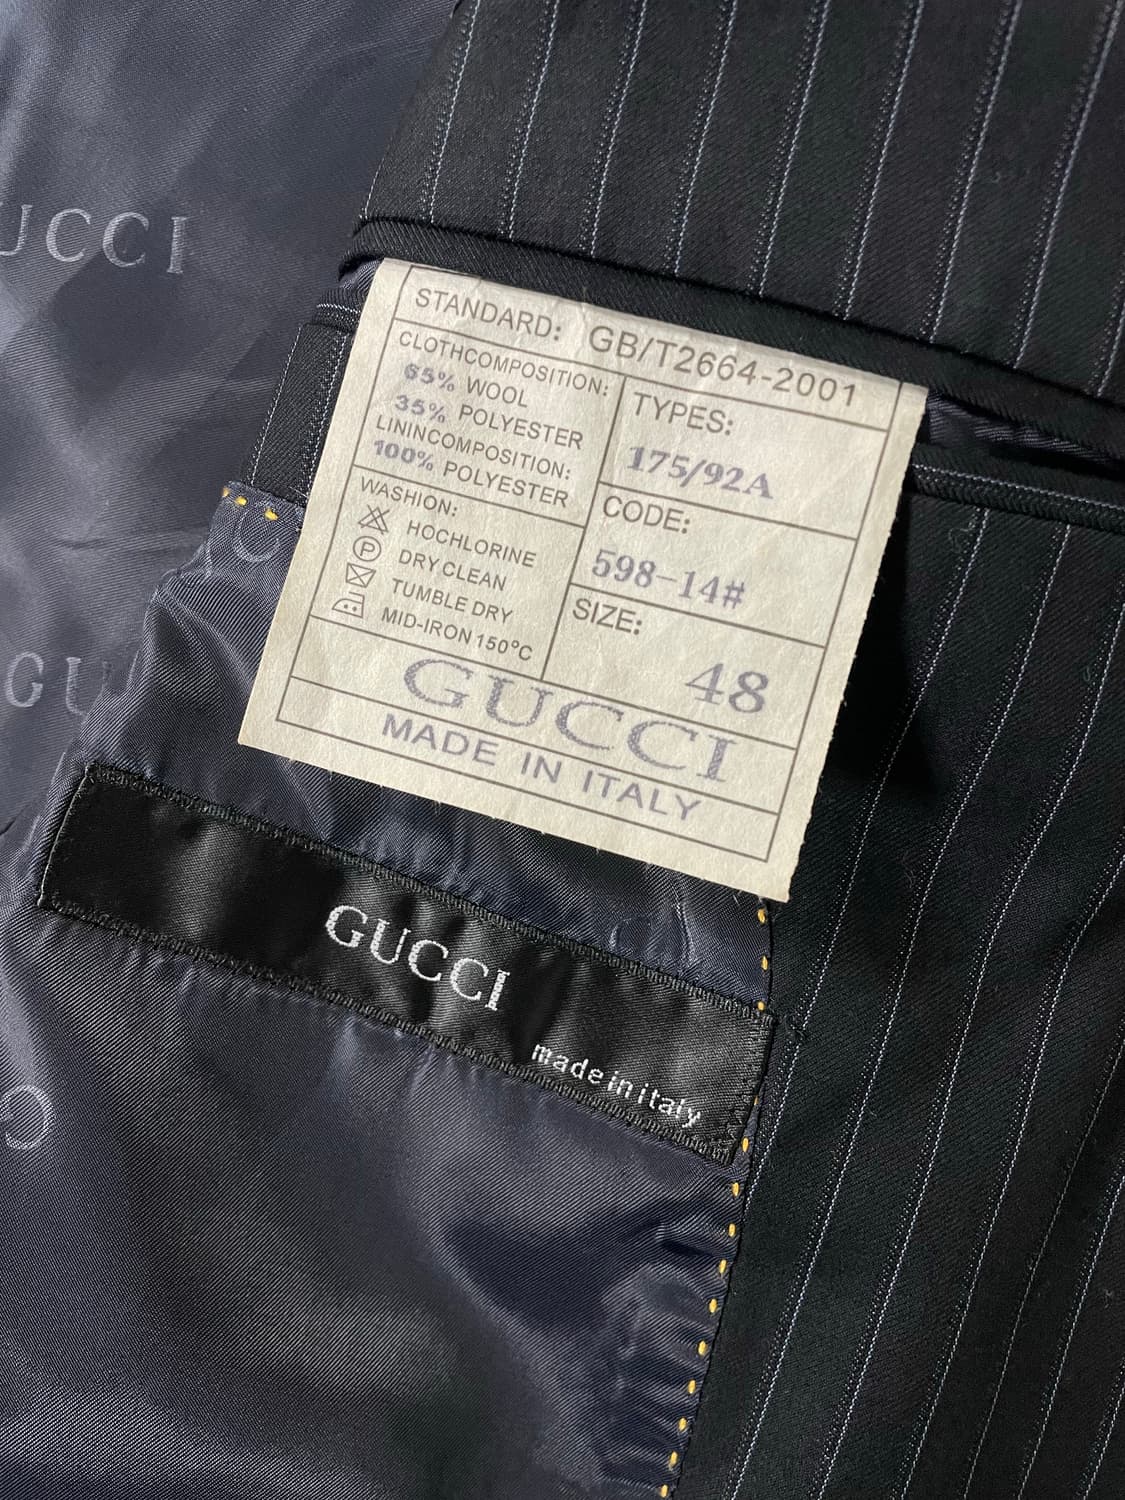 UCCI
STANDARD: GB/T2664-2001
CLOTHCOMPOSITION:
65% WOOL
35% POLYESTER
LININCOMPOSITION:
100% POLYESTER
WASHION:
HOCHLORINE
P DRY CLEAN
TUMBLE DRY
MID-IRON 150°C
TYPES:
175/92A
CODE:
598-14#
SIZE:
48
GUCCI
MADE IN ITALY
GU
GUCCI
made in italy